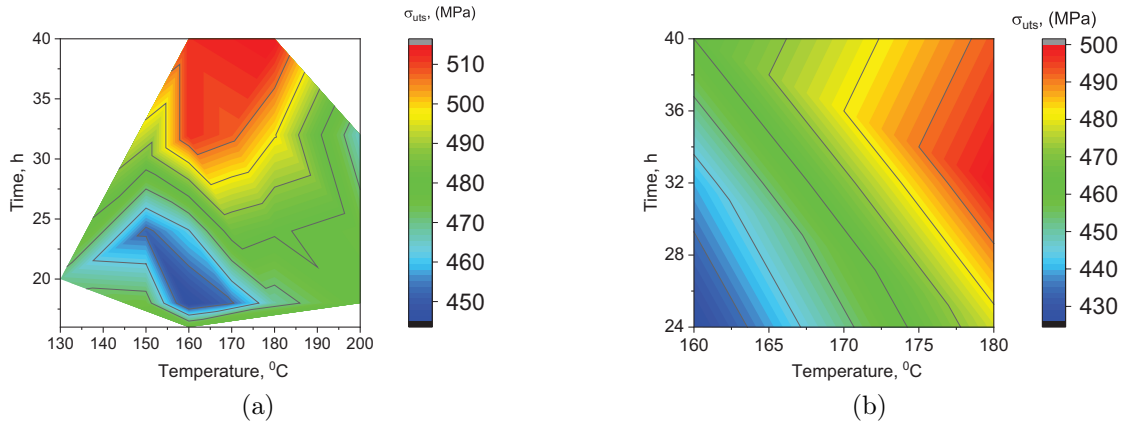 σuts, (MPa)
40
35
30
25
20
Time, h
130 140 150 160 170 180 190 200
Temperature, ⁰C
510
500
490
480
470
460
450
(a)
σuts, (MPa)
40
36
32
28
24
Time, h
160 165 170 175 180
Temperature, ⁰C
500
490
480
470
460
450
440
430
(b)